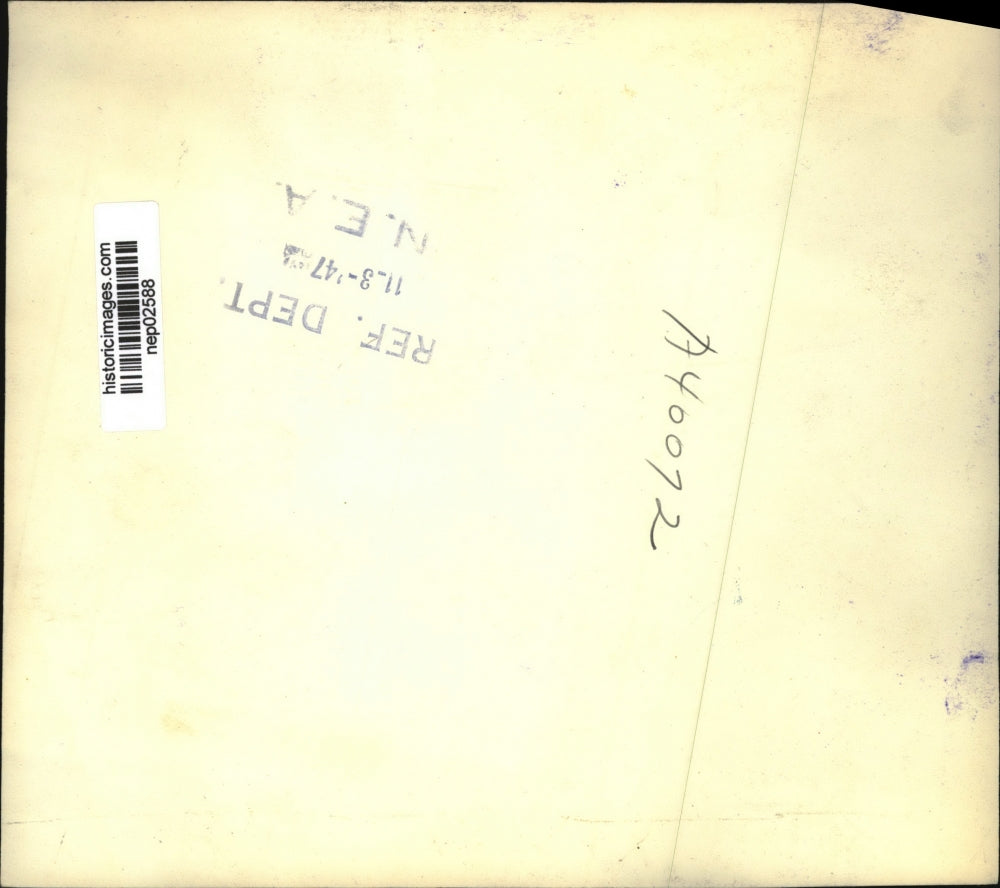 historicimages.com
nep02588
REF. DEPT.
11-3-'47
N.E.A.
A40072